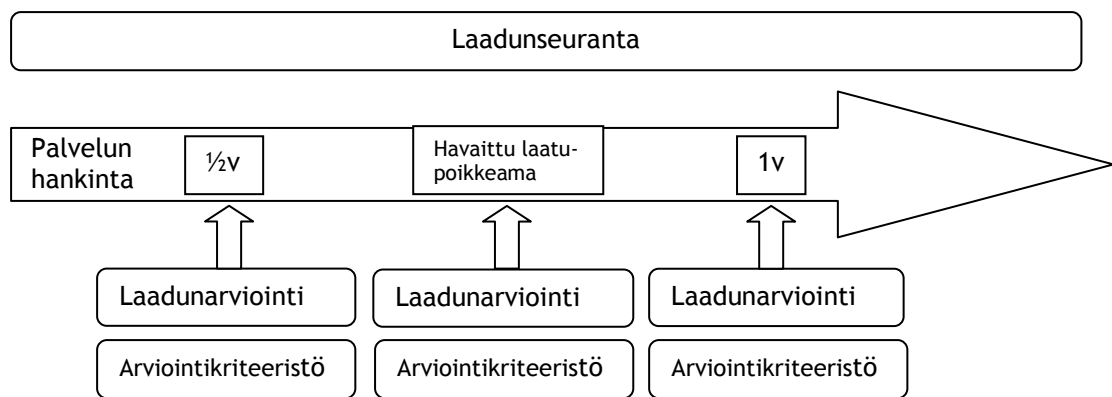 Laadunseuranta
Palvelun
hankinta
½v
Havaittu laatu-
poikkeama
1v
Laadunarviointi
Laadunarviointi
Laadunarviointi
Arviointikriteeristö
Arviointikriteeristö
Arviointikriteeristö